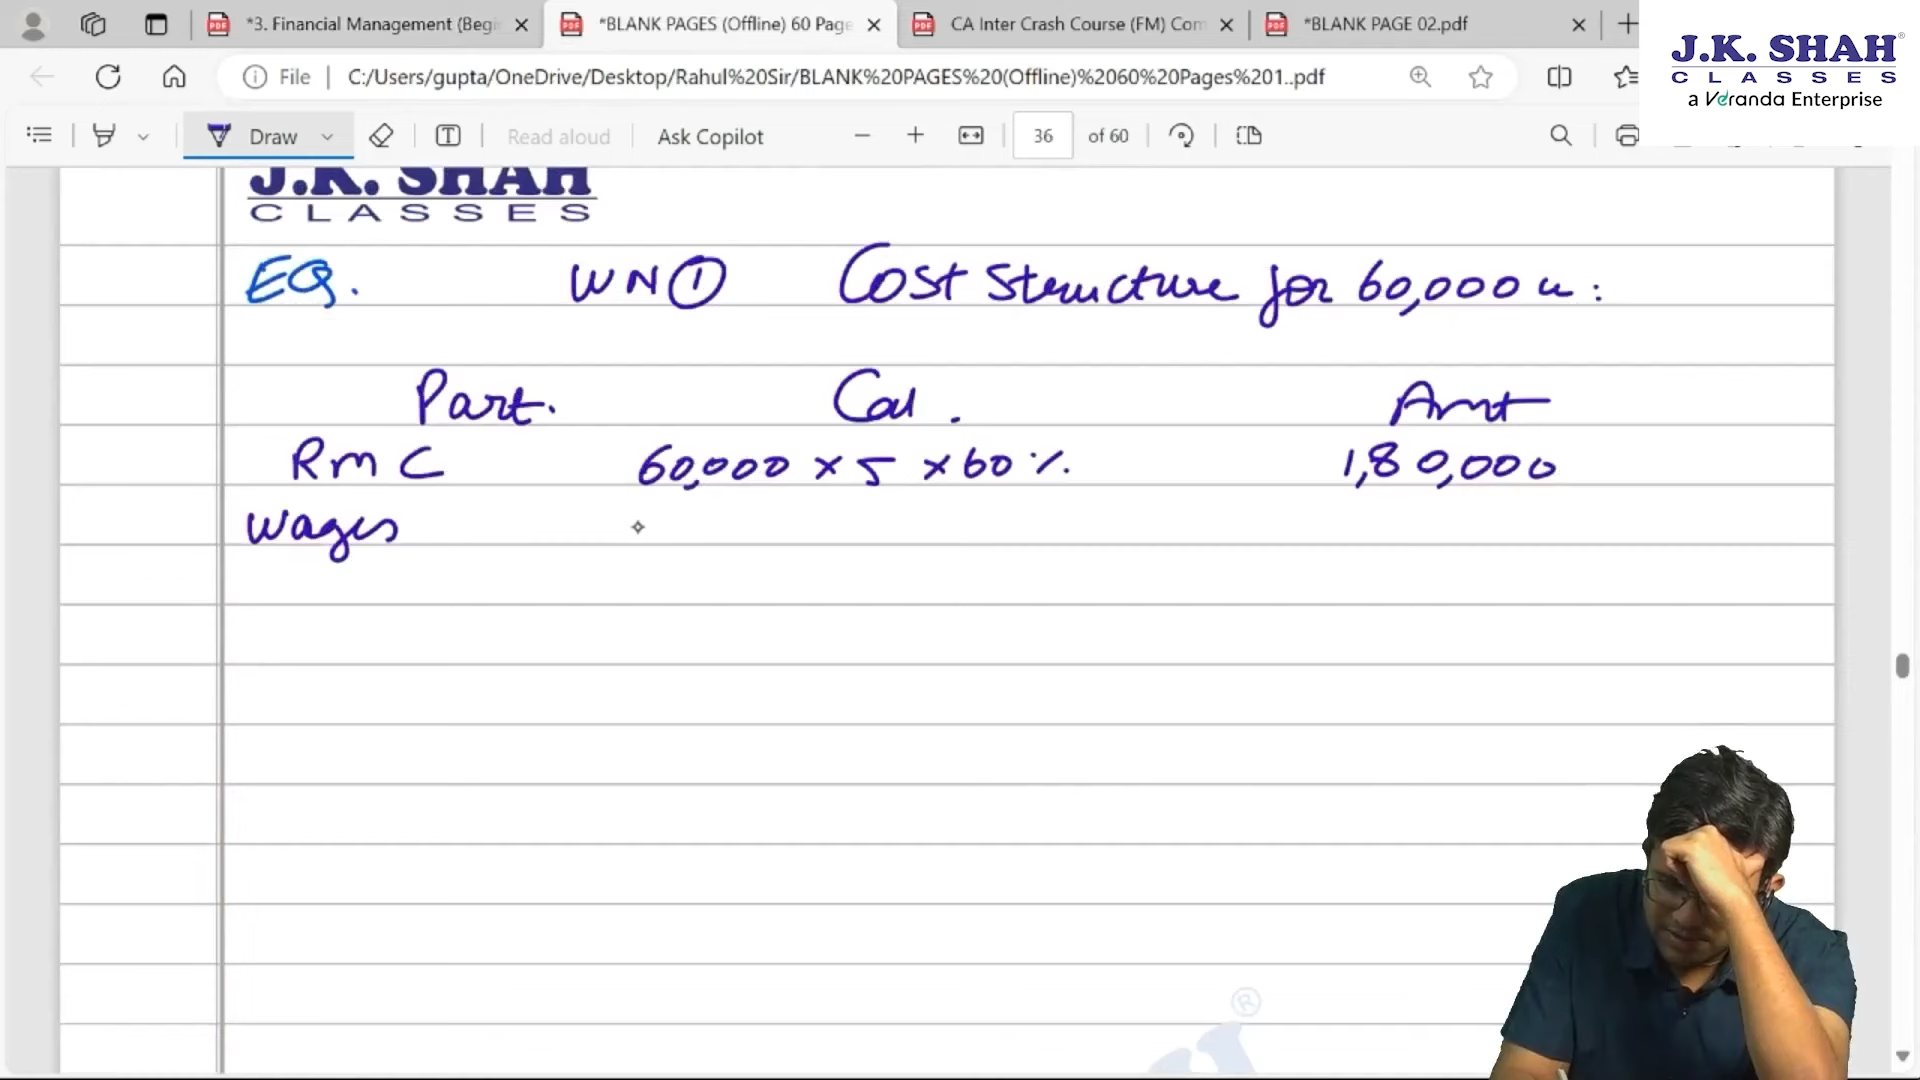 *3. Financial Management (Begi
*BLANK PAGES (Offline) 60 Page
CA Inter Crash Course (FM) Com
*BLANK PAGE 02.pdf
File
C:/Users/gupta/OneDrive/Desktop/Rahul%20Sir/BLANK%20PAGES%20(Offline)%2060%20Pages%201..pdf
J.K. SHAH®
CLASSES
a Veranda Enterprise
Draw
Read aloud
Ask Copilot
36
of 60
J.K. SHAH
CLASSES
EQ. WN① Cost Structure for 60,000 u :
Part. Cal. Amt
RmC 60,000 x 5 x 60 % 1,80,000
Wages
®